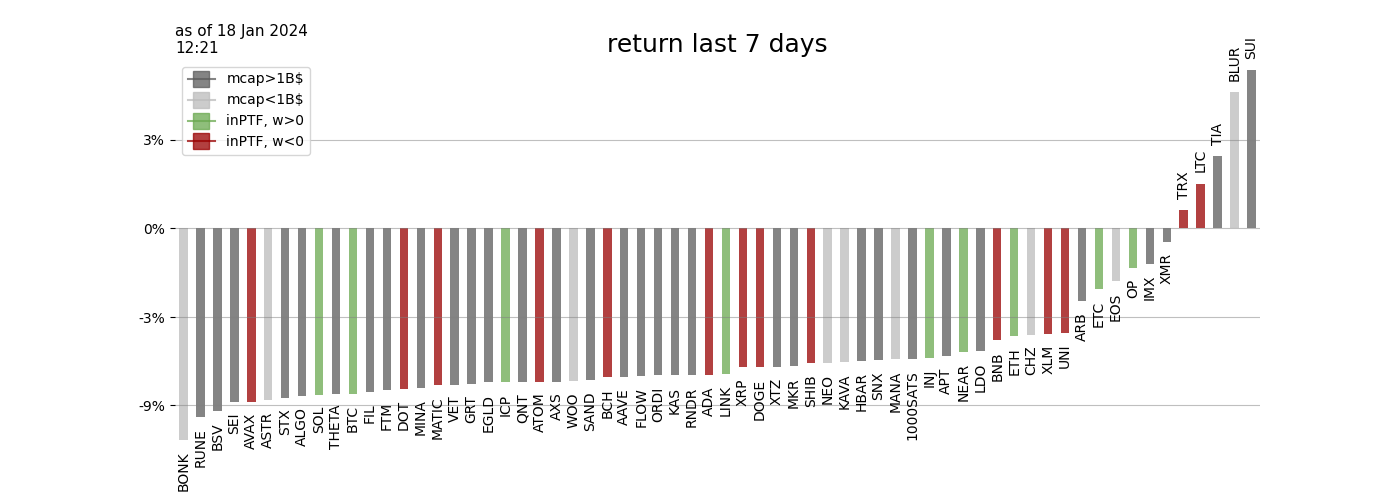 as of 18 Jan 2024
12:21
return last 7 days
mcap>1B$
mcap<1B$
inPTF, w>0
inPTF, w<0
3%
0%
-3%
-9%
BONK
RUNE
BSV
SEI
AVAX
ASTR
STX
ALGO
SOL
THETA
BTC
FIL
FTM
DOT
MINA
MATIC
VET
GRT
EGLD
ICP
QNT
ATOM
AXS
WOO
SAND
BCH
AAVE
FLOW
ORDI
KAS
RNDR
ADA
LINK
XRP
DOGE
XTZ
MKR
SHIB
NEO
KAVA
HBAR
SNX
MANA
1000SATS
INJ
APT
NEAR
LDO
BNB
ETH
CHZ
XLM
UNI
ARB
ETC
EOS
OP
IMX
XMR
TRX
LTC
TIA
BLUR
SUI